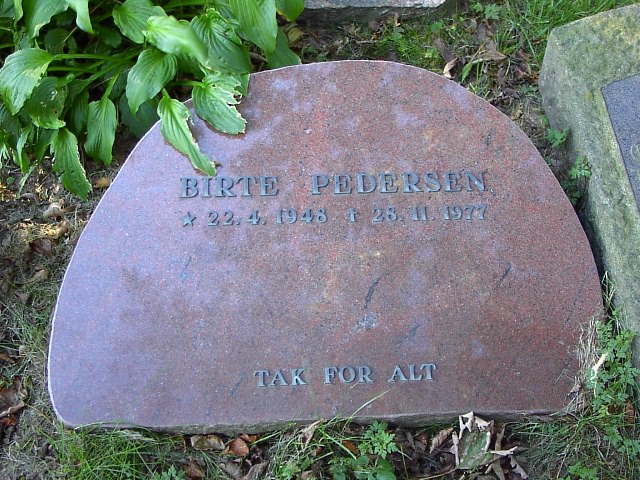 BIRTE PEDERSEN
★ 22.4.1948 ✝ 28.11.1977
TAK FOR ALT